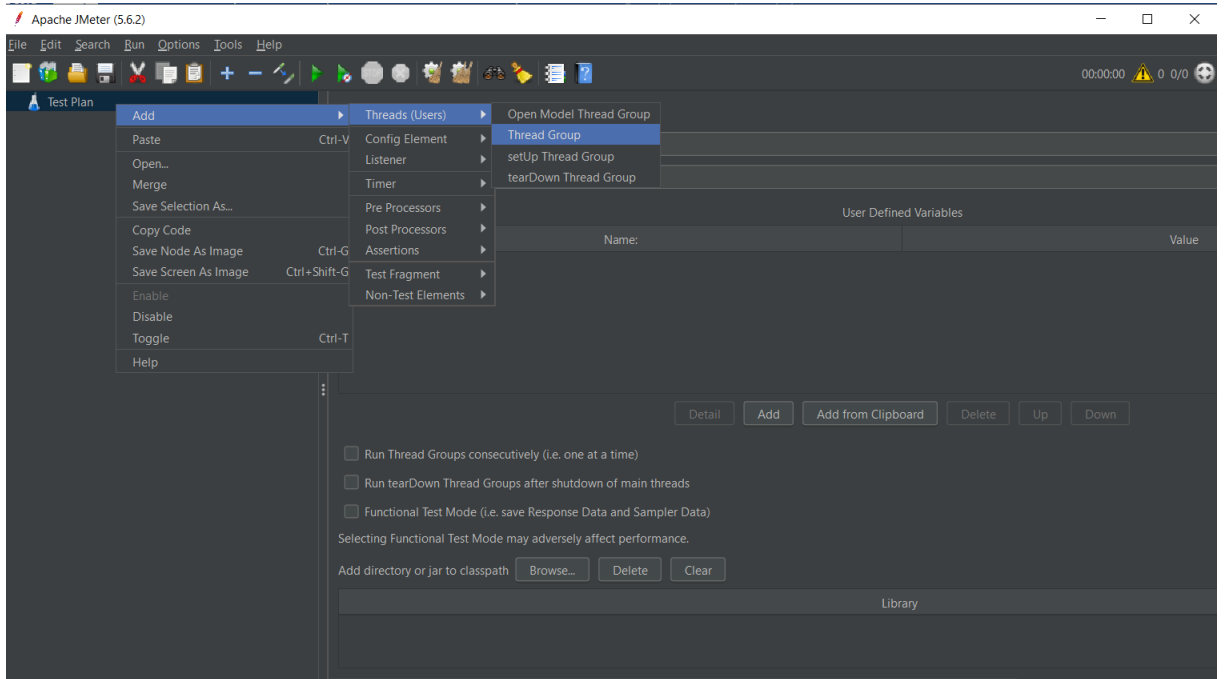 Apache JMeter (5.6.2)
File Edit Search Run Options Tools Help
00:00:00 0 0/0
Test Plan
Add
Paste Ctrl-V
Open...
Merge
Save Selection As...
Copy Code
Save Node As Image Ctrl-G
Save Screen As Image Ctrl+Shift-G
Enable
Disable
Toggle Ctrl-T
Help
Threads (Users)
Config Element
Listener
Timer
Pre Processors
Post Processors
Assertions
Test Fragment
Non-Test Elements
Open Model Thread Group
Thread Group
setUp Thread Group
tearDown Thread Group
User Defined Variables
Name: Value
Detail Add Add from Clipboard Delete Up Down
Run Thread Groups consecutively (i.e. one at a time)
Run tearDown Thread Groups after shutdown of main threads
Functional Test Mode (i.e. save Response Data and Sampler Data)
Selecting Functional Test Mode may adversely affect performance.
Add directory or jar to classpath Browse... Delete Clear
Library